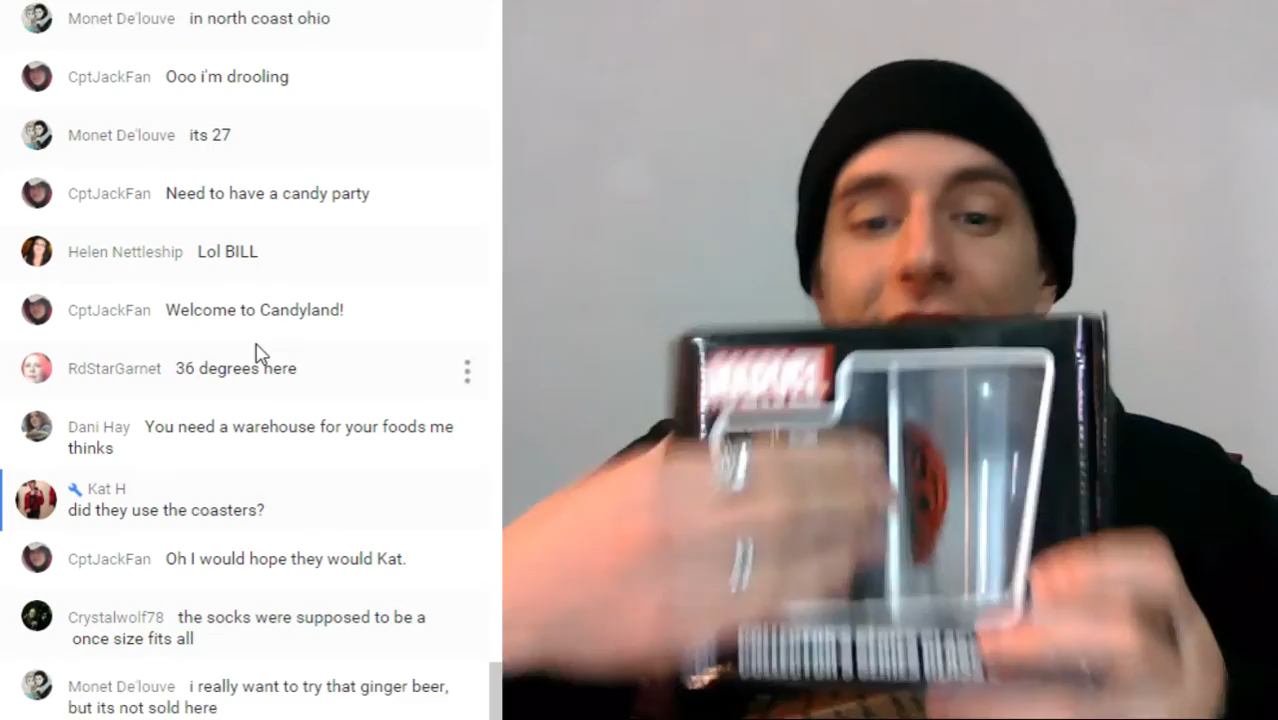 Monet De'louve in north coast ohio
CptJackFan Ooo i'm drooling
Monet De'louve its 27
CptJackFan Need to have a candy party
Helen Nettleship Lol BILL
CptJackFan Welcome to Candyland!
RdStarGarnet 36 degrees here
Dani Hay You need a warehouse for your foods me
thinks
Kat H
did they use the coasters?
CptJackFan Oh I would hope they would Kat.
Crystalwolf78 the socks were supposed to be a
once size fits all
Monet De'louve i really want to try that ginger beer,
but its not sold here
MARVEL
COLLECTOR'S